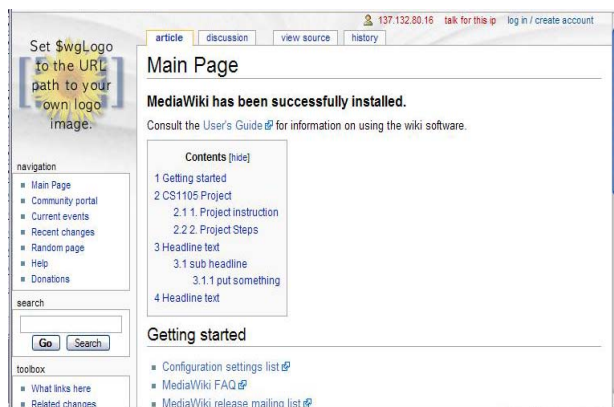 137.132.80.16 talk for this ip log in / create account
Set $wgLogo
to the URL
path to your
own logo
image.
article discussion view source history
Main Page
MediaWiki has been successfully installed.
Consult the User's Guide for information on using the wiki software.
Contents [hide]
1 Getting started
2 CS1105 Project
2.1 1. Project instruction
2.2 2. Project Steps
3 Headline text
3.1 sub headline
3.1.1 put something
4 Headline text
navigation
Main Page
Community portal
Current events
Recent changes
Random page
Help
Donations
search
Go Search
toolbox
What links here
Related changes
Getting started
Configuration settings list
MediaWiki FAQ
MediaWiki release mailing list